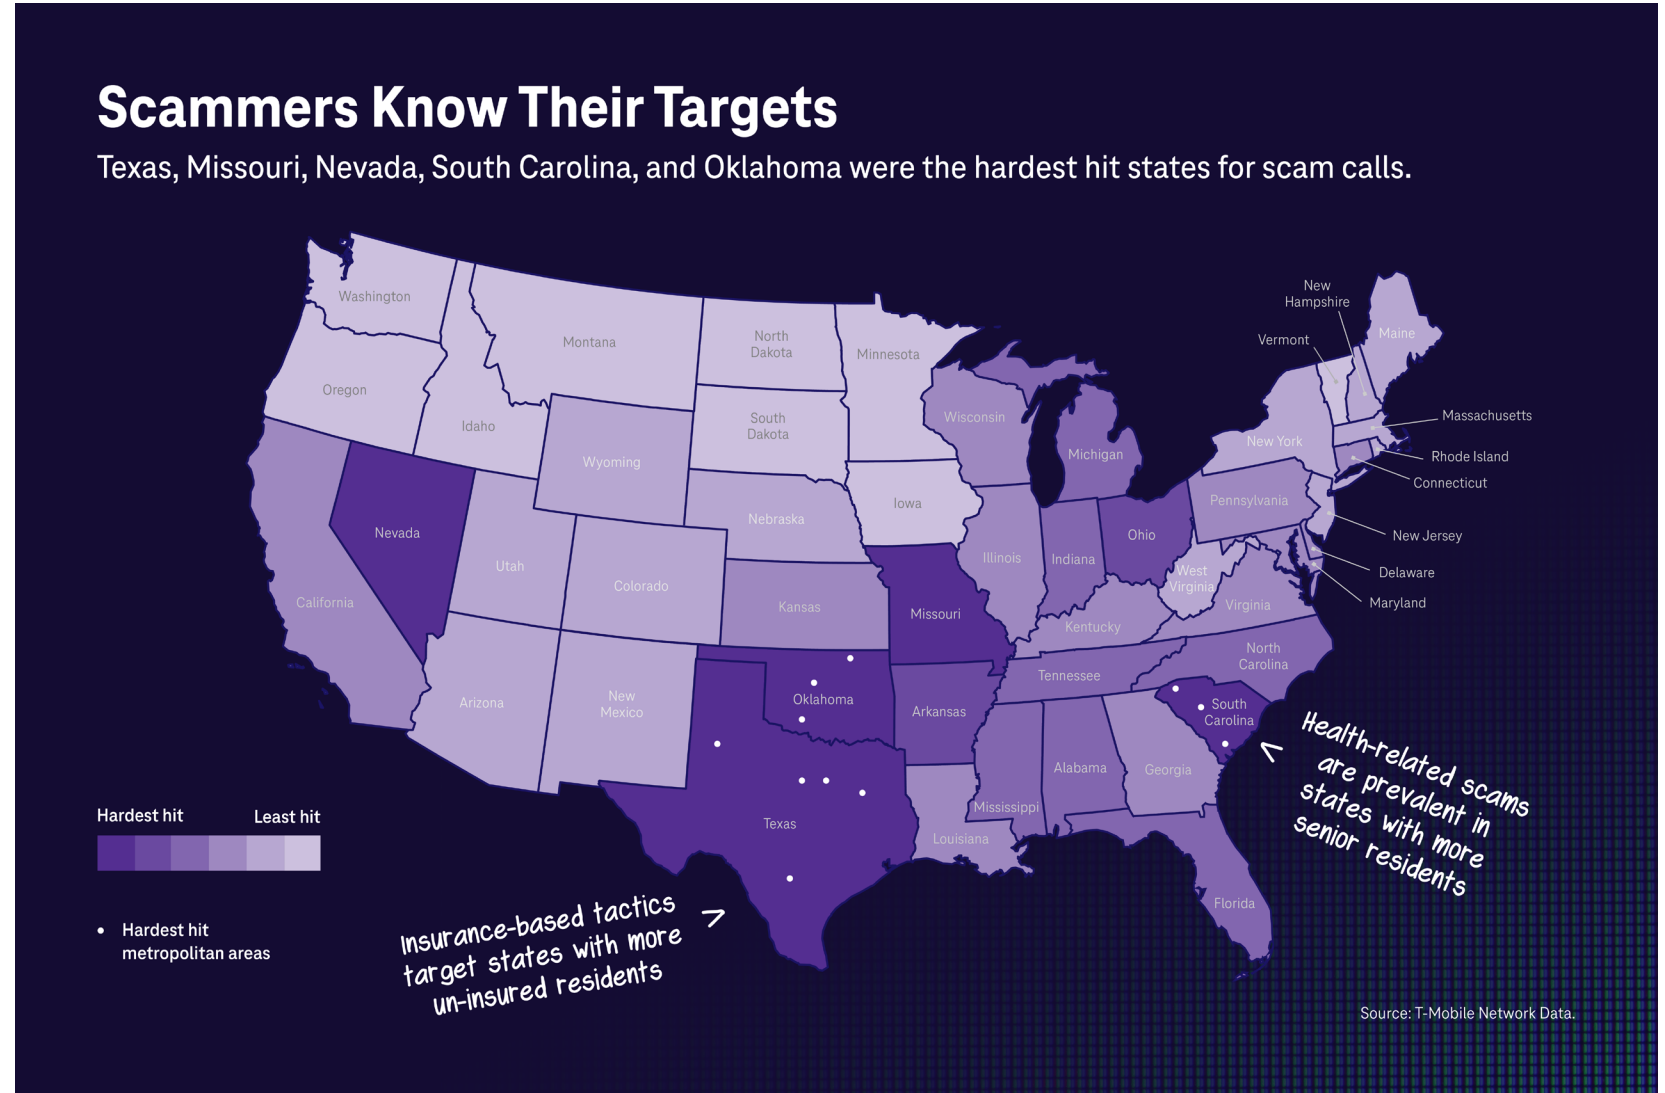 Scammers Know Their Targets
Texas, Missouri, Nevada, South Carolina, and Oklahoma were the hardest hit states for scam calls.
Washington
Montana
North
Dakota
Minnesota
Oregon
Idaho
South
Dakota
Wyoming
Wisconsin
Michigan
New
Hampshire
Vermont
Maine
Massachusetts
New York
Rhode Island
Connecticut
Iowa
Nebraska
Pennsylvania
New Jersey
Nevada
Ohio
Utah
Colorado
Illinois
Indiana
West
Virginia
Delaware
Maryland
California
Kansas
Missouri
Kentucky
Virginia
North
Carolina
Tennessee
Arizona
New
Mexico
Oklahoma
Arkansas
South
Carolina
Alabama
Georgia
Mississippi
Texas
Louisiana
Florida
Health-related scams
are prevalent in
states with more
senior residents
Hardest hit
Least hit
Hardest hit
metropolitan areas
Insurance-based tactics
target states with more
un-insured residents
Source: T-Mobile Network Data.